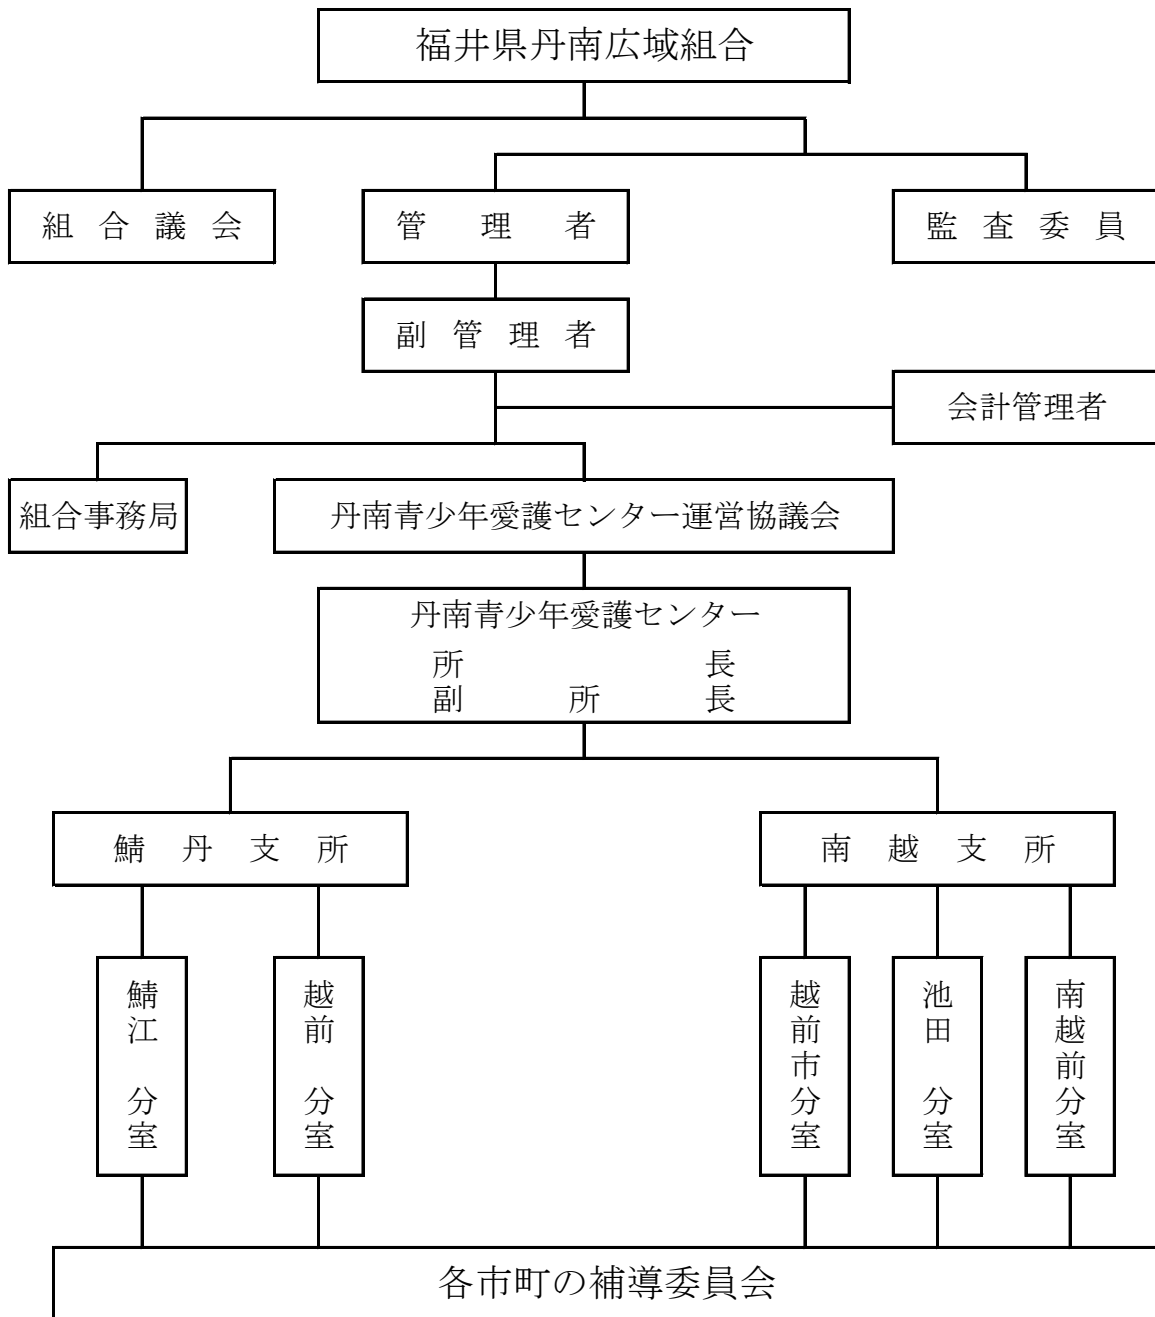 福井県丹南広域組合
組合議会
管理者
監査委員
副管理者
会計管理者
組合事務局
丹南青少年愛護センター運営協議会
丹南青少年愛護センター
所長
副所長
鯖丹支所
南越支所
鯖江分室
越前分室
越前市分室
池田分室
南越前分室
各市町の補導委員会